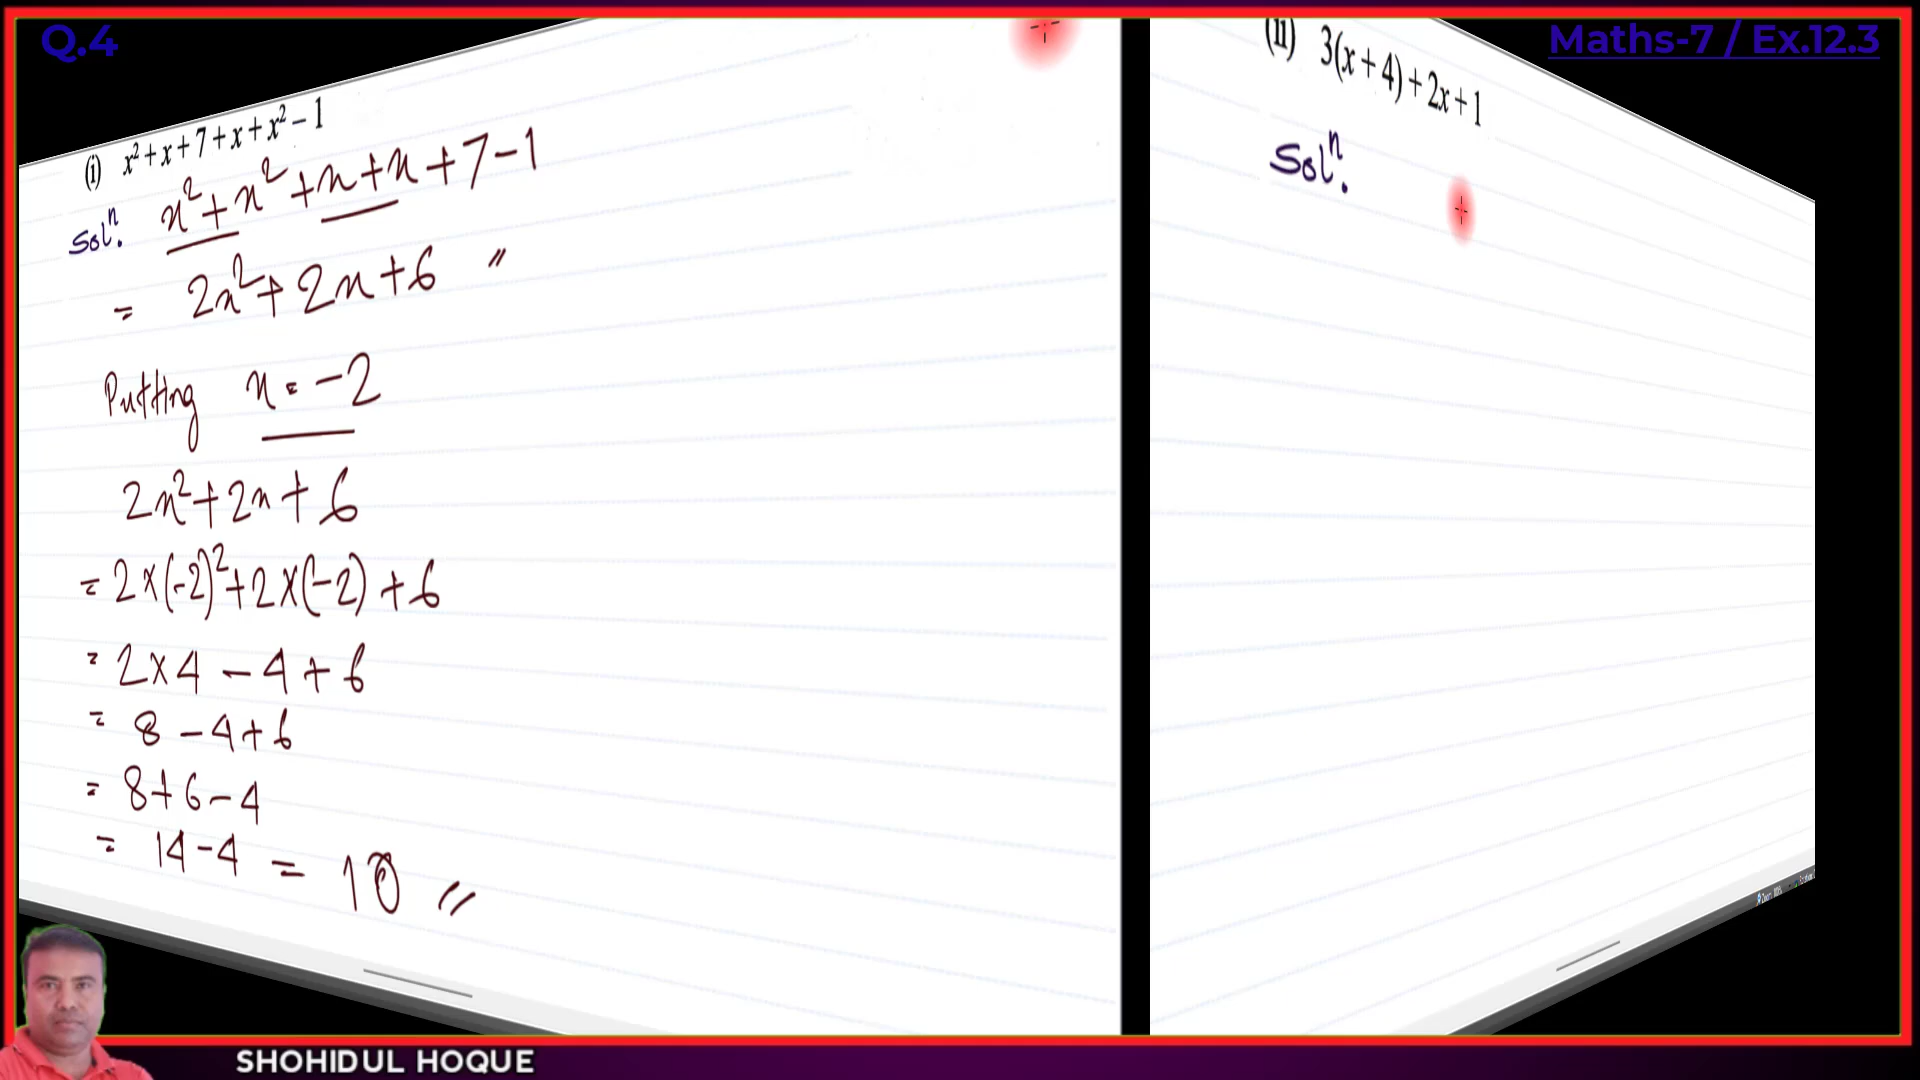 Q.4
Maths-7 / Ex.12.3
(i) x² + x + 7 + x + x² − 1
Solⁿ. x² + x² + x + x + 7 − 1
= 2x² + 2x + 6 〃
Putting x = −2
2x² + 2x + 6
= 2×(-2)² + 2×(−2) + 6
= 2×4 − 4 + 6
= 8 − 4 + 6
= 8 + 6 − 4
= 14 − 4 = 10 〃
(ii) 3(x + 4) + 2x + 1
Solⁿ.
SHOHIDUL HOQUE